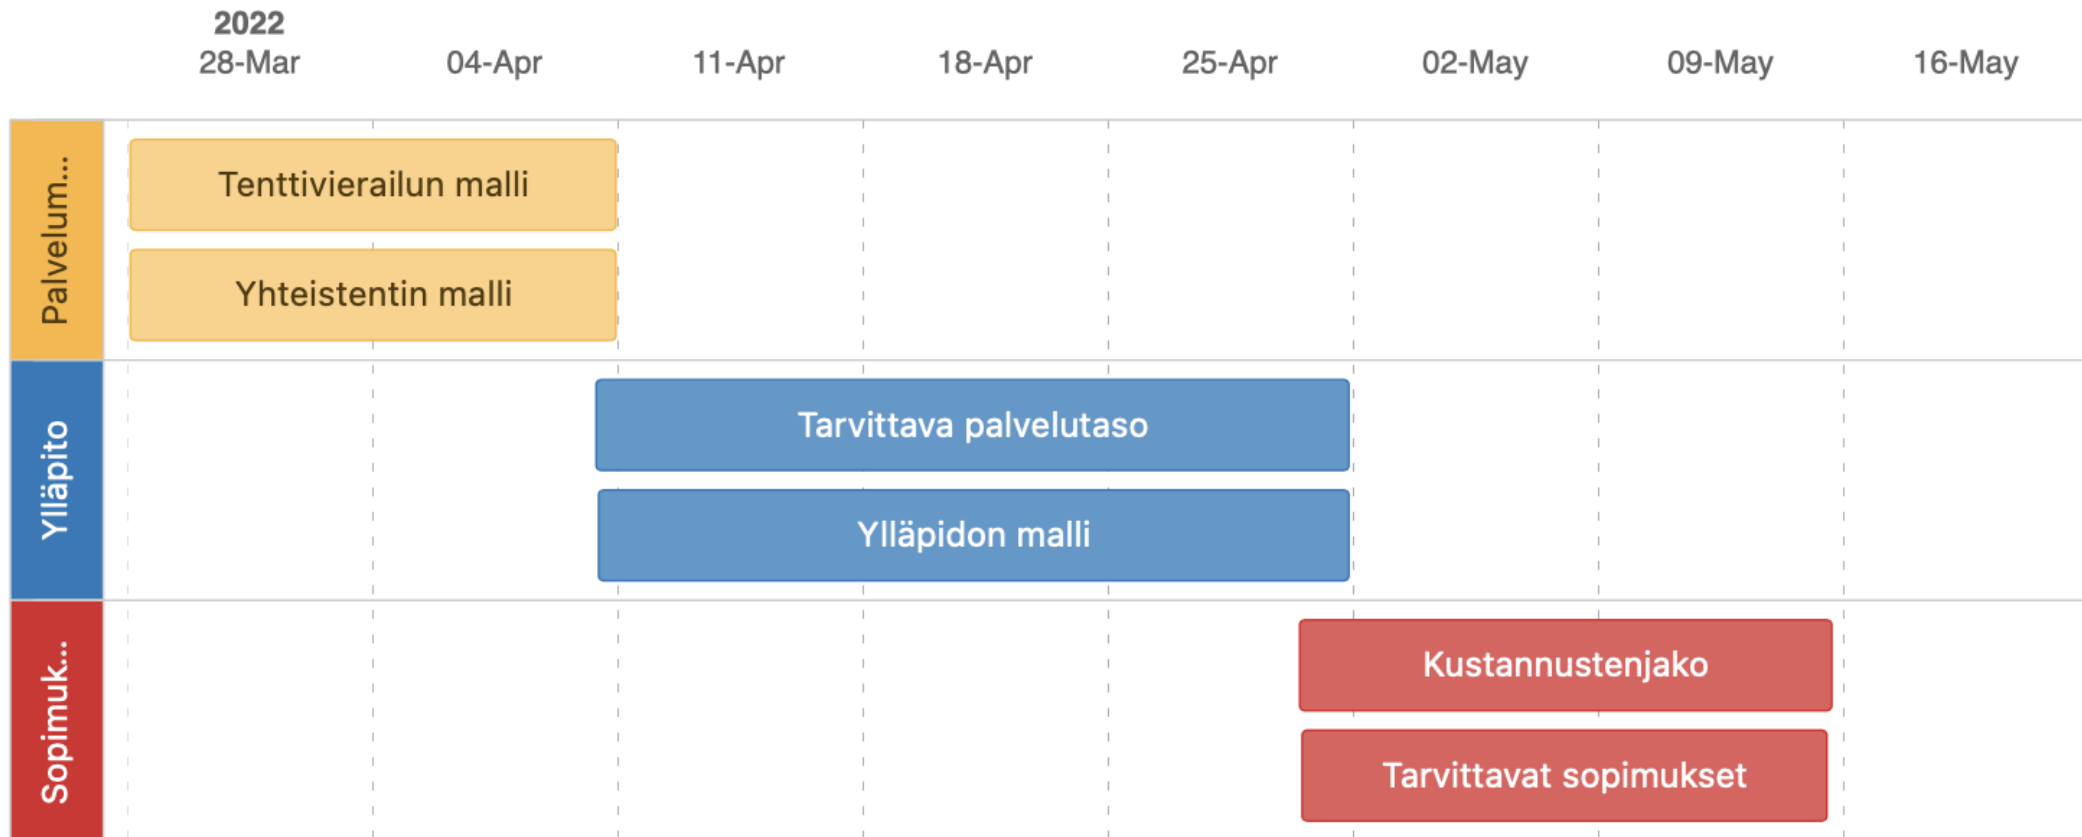 2022
28-Mar
04-Apr
11-Apr
18-Apr
25-Apr
02-May
09-May
16-May
Palvelum...
Tenttivierailun malli
Yhteistentin malli
Ylläpito
Tarvittava palvelutaso
Ylläpidon malli
Sopimuk...
Kustannustenjako
Tarvittavat sopimukset